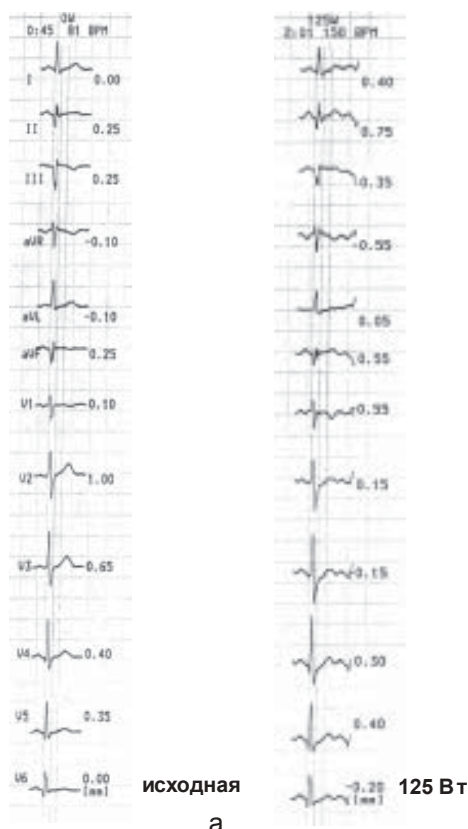 0W
0:45 81 BPM
I 0.00
II 0.25
III 0.25
aVR -0.10
aVL -0.10
aVF 0.25
V1 0.10
V2 1.00
V3 0.65
V4 0.40
V5 0.35
V6 0.00
[mm]
исходная
125W
2:01 150 BPM
0.40
0.75
0.35
-0.55
0.05
0.55
-0.55
0.15
-0.15
0.50
0.40
-0.20
[mm]
125 Вт
а